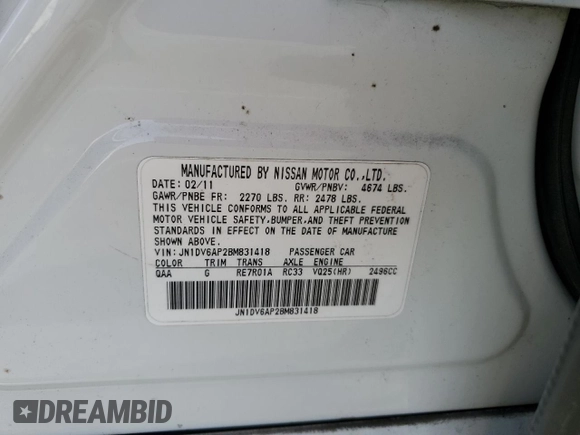 MANUFACTURED BY NISSAN MOTOR CO.,LTD.
DATE: 02/11 GVWR/PNBV: 4674 LBS.
GAWR/PNBE FR: 2270 LBS. RR: 2478 LBS.
THIS VEHICLE CONFORMS TO ALL APPLICABLE FEDERAL
MOTOR VEHICLE SAFETY,BUMPER,AND THEFT PREVENTION
STANDARDS IN EFFECT ON THE DATE OF MANUFACTURE
SHOWN ABOVE.
VIN: JN1DV6AP2BM831418 PASSENGER CAR
COLOR TRIM TRANS AXLE ENGINE
QAA G RE7R01A RC33 VQ25(HR) 2496CC
JN1DV6AP2BM831418
DREAMBID